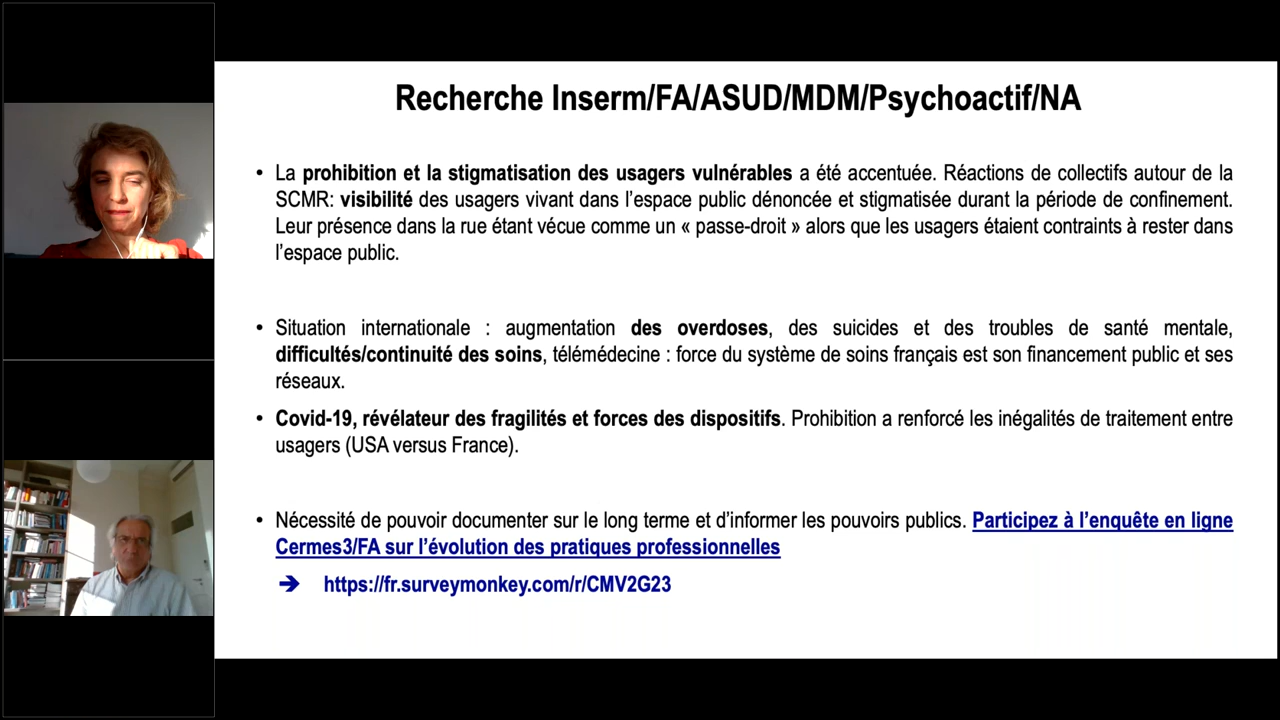 Recherche Inserm/FA/ASUD/MDM/Psychoactif/NA
• La prohibition et la stigmatisation des usagers vulnérables a été accentuée. Réactions de collectifs autour de la
SCMR: visibilité des usagers vivant dans l’espace public dénoncée et stigmatisée durant la période de confinement.
Leur présence dans la rue étant vécue comme un « passe-droit » alors que les usagers étaient contraints à rester dans
l’espace public.
• Situation internationale : augmentation des overdoses, des suicides et des troubles de santé mentale,
difficultés/continuité des soins, télémédecine : force du système de soins français est son financement public et ses
réseaux.
• Covid-19, révélateur des fragilités et forces des dispositifs. Prohibition a renforcé les inégalités de traitement entre
usagers (USA versus France).
• Nécessité de pouvoir documenter sur le long terme et d’informer les pouvoirs publics. Participez à l’enquête en ligne
Cermes3/FA sur l’évolution des pratiques professionnelles
➔ https://fr.surveymonkey.com/r/CMV2G23